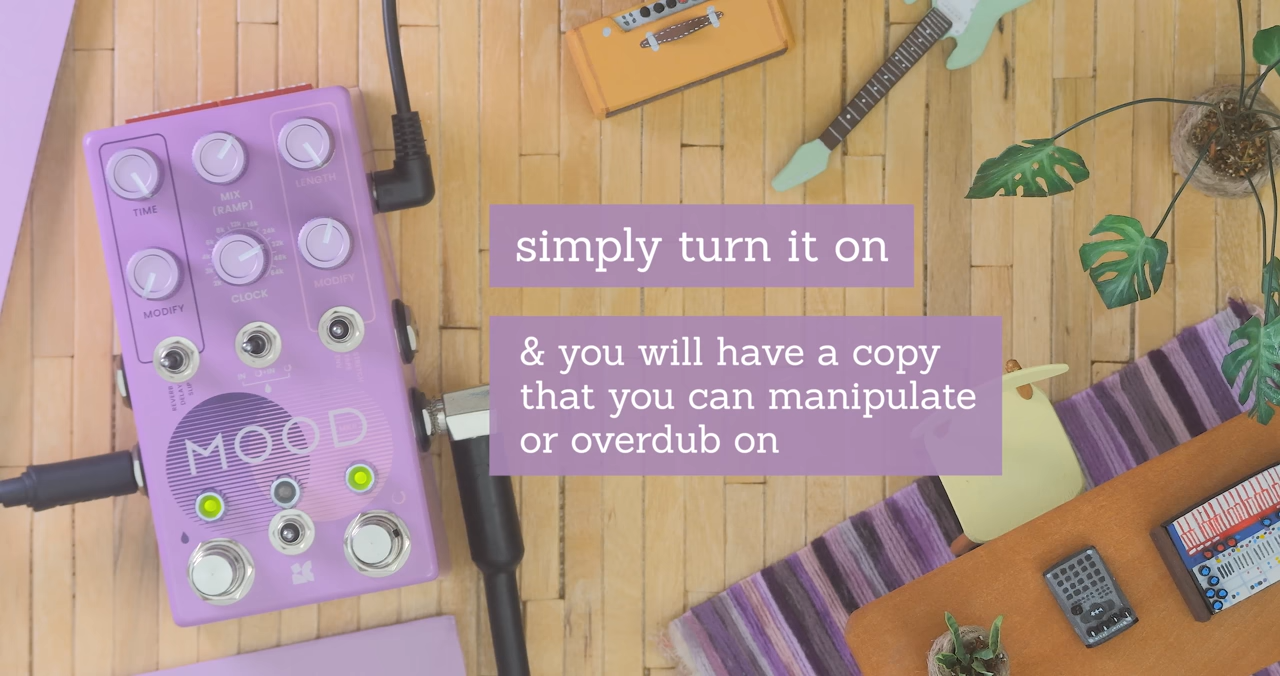 LENGTH
TIME
MIX
(RAMP)
MODIFY
MODIFY
CLOCK
MOOD
simply turn it on
& you will have a copy
that you can manipulate
or overdub on